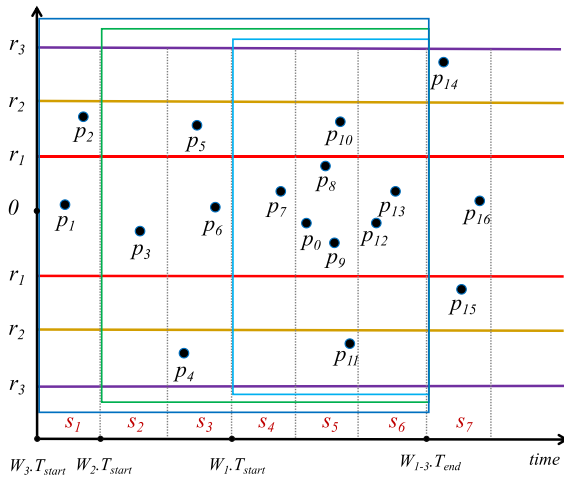 r3
p14
r2
p2
p5
p10
r1
p8
p7
p13
p16
0
p1
p3
p6
p0
p9
p12
r1
p15
r2
p4
p11
r3
s1 s2 s3 s4 s5 s6 s7
W3.Tstart W2.Tstart W1.Tstart W1-3.Tend time